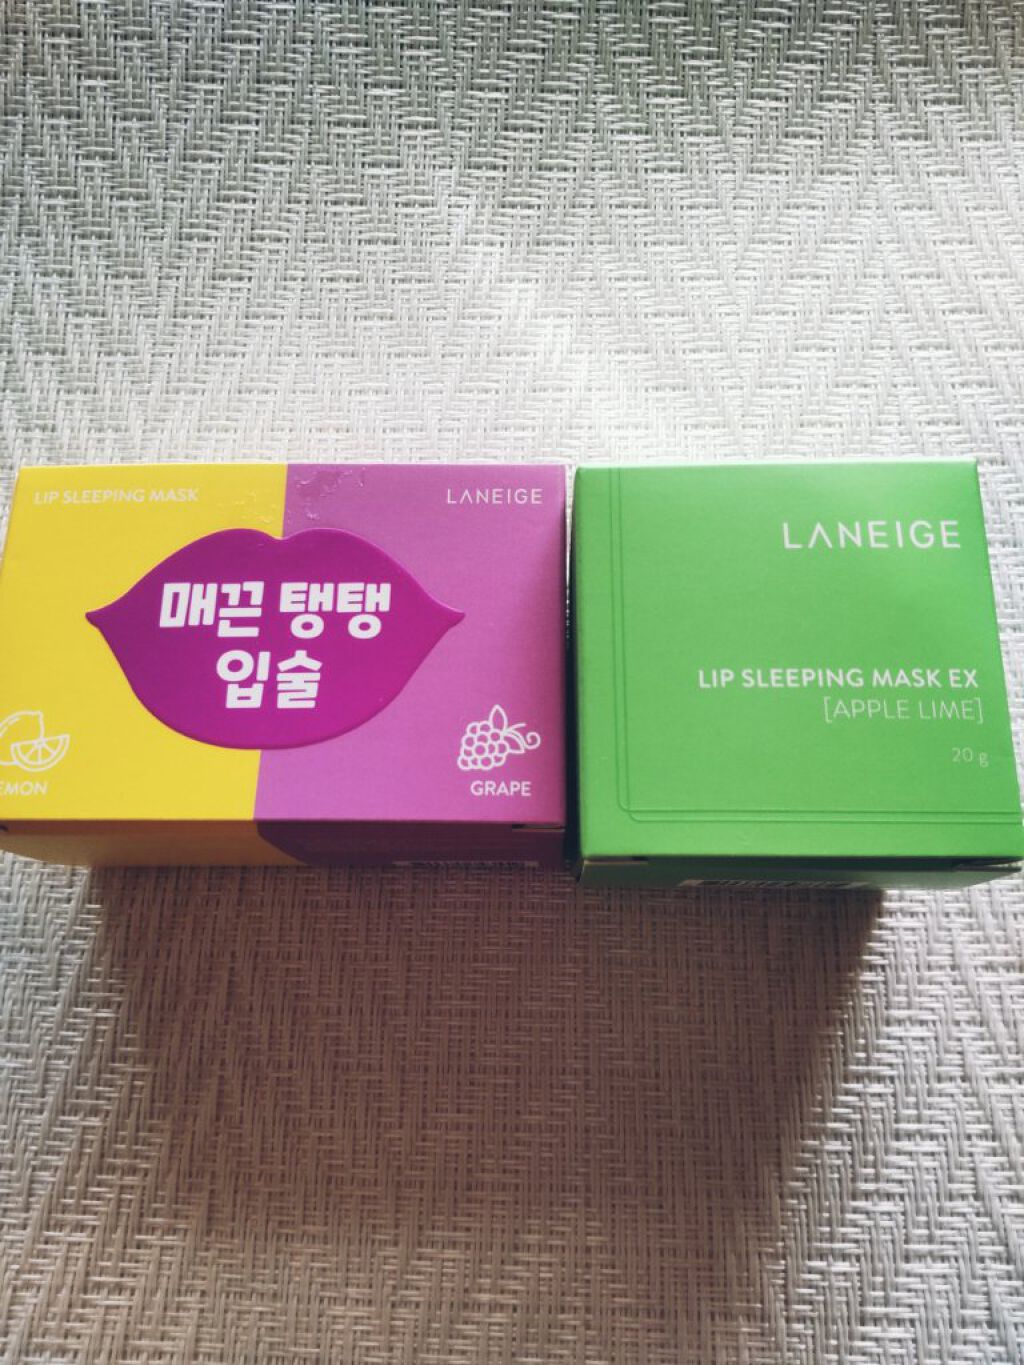 LIP SLEEPING MASK
LANEIGE
매끈 탱탱
입술
EMON
GRAPE
LANEIGE
LIP SLEEPING MASK EX
[APPLE LIME]
20 g